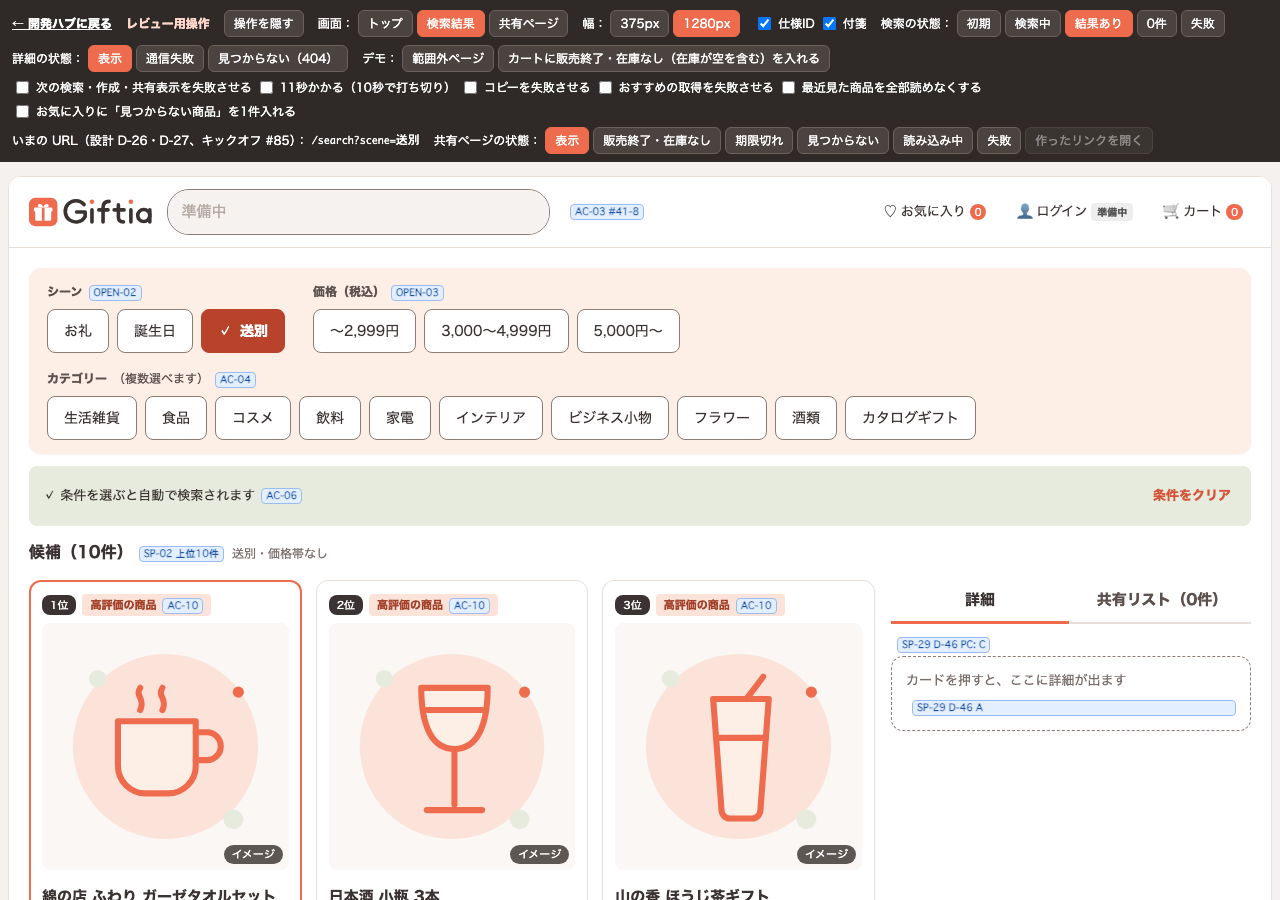 ← 開発ハブに戻る レビュー用操作 操作を隠す 画面： トップ 検索結果 共有ページ 幅： 375px 1280px 仕様ID 付箋 検索の状態： 初期 検索中 結果あり 0件 失敗
詳細の状態： 表示 通信失敗 見つからない（404） デモ： 範囲外ページ カートに販売終了・在庫なし（在庫が空を含む）を入れる
次の検索・作成・共有表示を失敗させる 11秒かかる（10秒で打ち切り） コピーを失敗させる おすすめの取得を失敗させる 最近見た商品を全部読めなくする
お気に入りに「見つからない商品」を1件入れる
いまの URL（設計 D-26・D-27、キックオフ #85）：/search?scene=送別 共有ページの状態： 表示 販売終了・在庫なし 期限切れ 見つからない 読み込み中 失敗 作ったリンクを開く
Giftia 準備中 AC-03 #41-8 ♡ お気に入り 0 ログイン 準備中 カート 0
シーン OPEN-02 価格（税込） OPEN-03
お礼 誕生日 ✓ 送別 〜2,999円 3,000〜4,999円 5,000円〜
カテゴリー （複数選べます） AC-04
生活雑貨 食品 コスメ 飲料 家電 インテリア ビジネス小物 フラワー 酒類 カタログギフト
✓ 条件を選ぶと自動で検索されます AC-06 条件をクリア
候補（10件） SP-02 上位10件 送別・価格帯なし
1位 高評価の商品 AC-10 2位 高評価の商品 AC-10 3位 高評価の商品 AC-10 詳細 共有リスト（0件）
SP-29 D-46 PC: C
カードを押すと、ここに詳細が出ます
SP-29 D-46 A
イメージ イメージ イメージ
綿の店 ふわり ガーゼタオルセット 日本酒 小瓶 3本 山の香 ほうじ茶ギフト